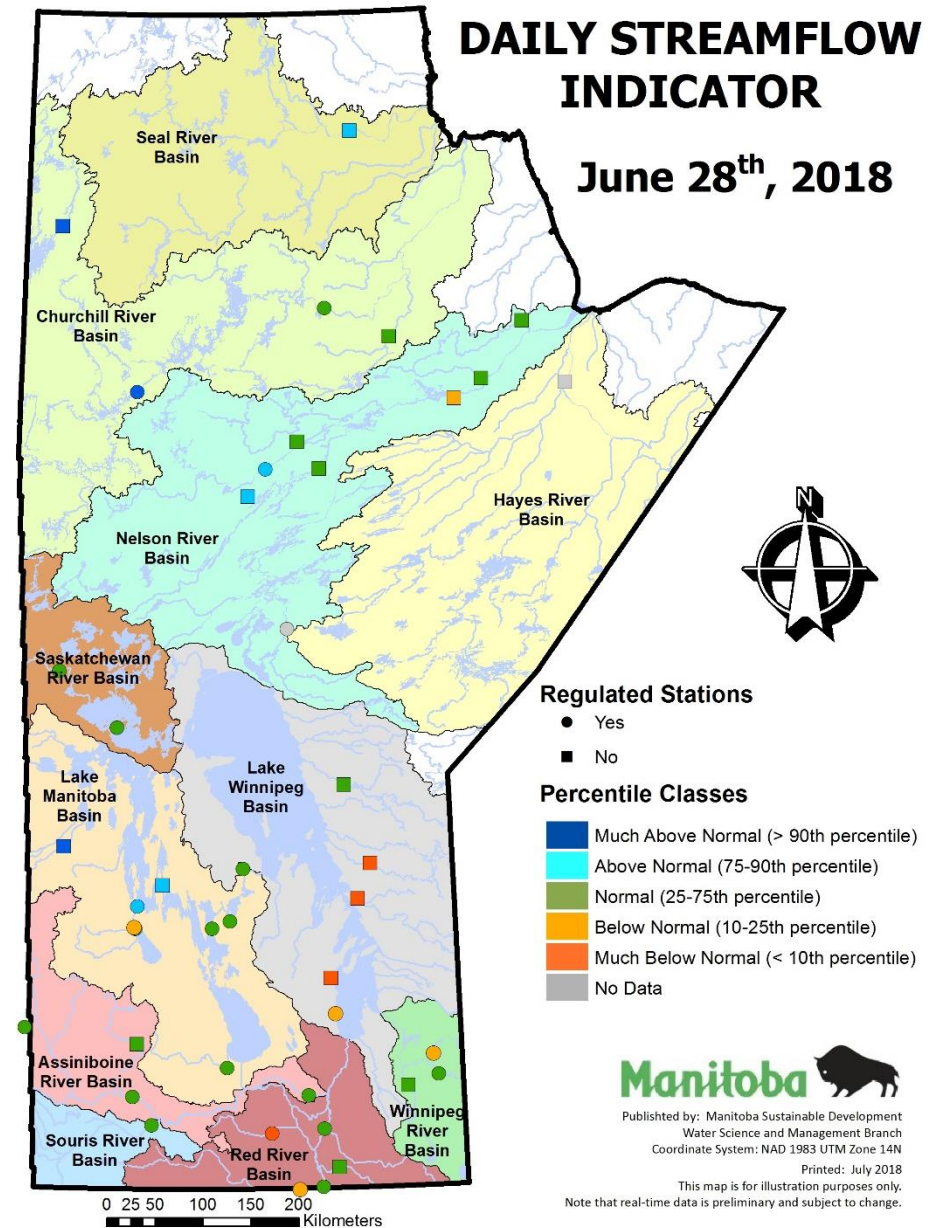 DAILY STREAMFLOW
INDICATOR
June 28th, 2018
Seal River
Basin
Churchill River
Basin
Nelson River
Basin
Hayes River
Basin
N
Saskatchewan
River Basin
Lake
Manitoba
Basin
Lake
Winnipeg
Basin
Assiniboine
River Basin
Souris River
Basin
Red River
Basin
Winnipeg
River
Basin
Regulated Stations
Yes
No
Percentile Classes
Much Above Normal (> 90th percentile)
Above Normal (75-90th percentile)
Normal (25-75th percentile)
Below Normal (10-25th percentile)
Much Below Normal (< 10th percentile)
No Data
Manitoba
Published by: Manitoba Sustainable Development
Water Science and Management Branch
Coordinate System: NAD 1983 UTM Zone 14N
Printed: July 2018
This map is for illustration purposes only.
Note that real-time data is preliminary and subject to change.
0 25 50 100 150 200
Kilometers